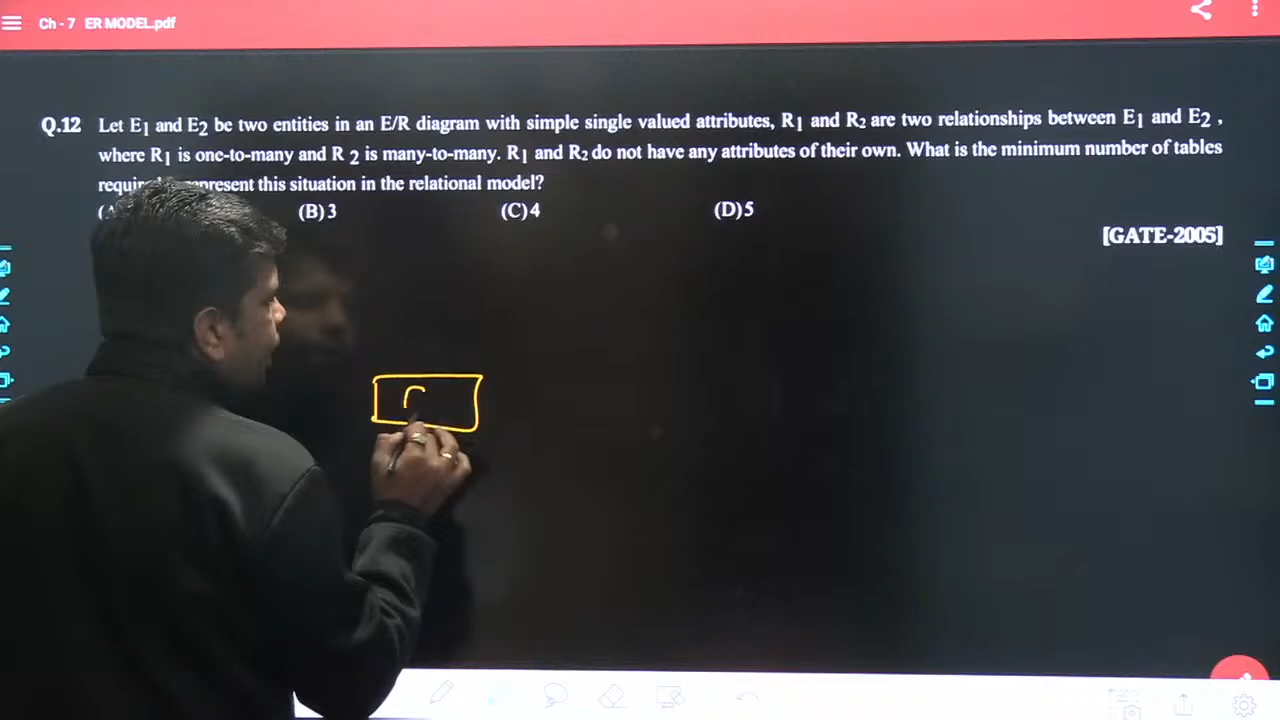 Ch - 7 ER MODEL.pdf
Q.12 Let E1 and E2 be two entities in an E/R diagram with simple single valued attributes, R1 and R2 are two relationships between E1 and E2 ,
where R1 is one-to-many and R 2 is many-to-many. R1 and R2 do not have any attributes of their own. What is the minimum number of tables
this situation in the relational model?
(B) 3 (C) 4 (D) 5
[GATE-2005]